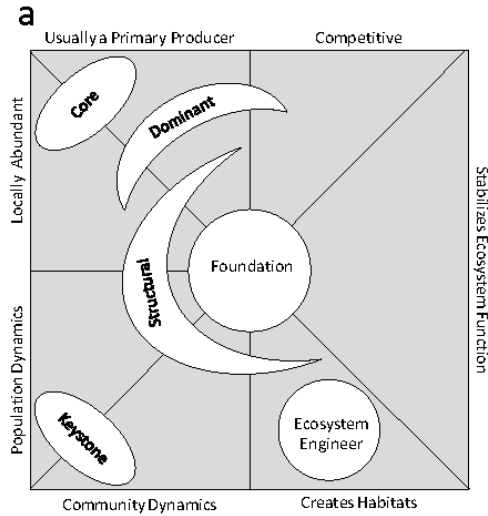 a
Usually a Primary Producer
Competitive
Core
Dominant
Locally Abundant
Stabilizes Ecosystem Function
Foundation
Structural
Population Dynamics
Keystone
Ecosystem
Engineer
Community Dynamics
Creates Habitats